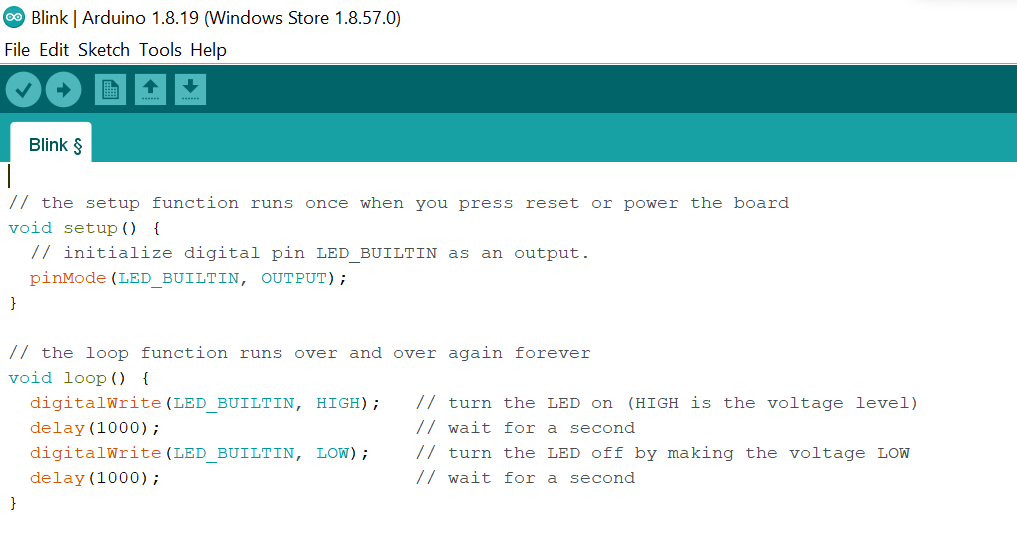 Blink | Arduino 1.8.19 (Windows Store 1.8.57.0)
File Edit Sketch Tools Help
Blink §
// the setup function runs once when you press reset or power the board
void setup() {
  // initialize digital pin LED_BUILTIN as an output.
  pinMode(LED_BUILTIN, OUTPUT);
}
// the loop function runs over and over again forever
void loop() {
  digitalWrite(LED_BUILTIN, HIGH);   // turn the LED on (HIGH is the voltage level)
  delay(1000);                       // wait for a second
  digitalWrite(LED_BUILTIN, LOW);    // turn the LED off by making the voltage LOW
  delay(1000);                       // wait for a second
}